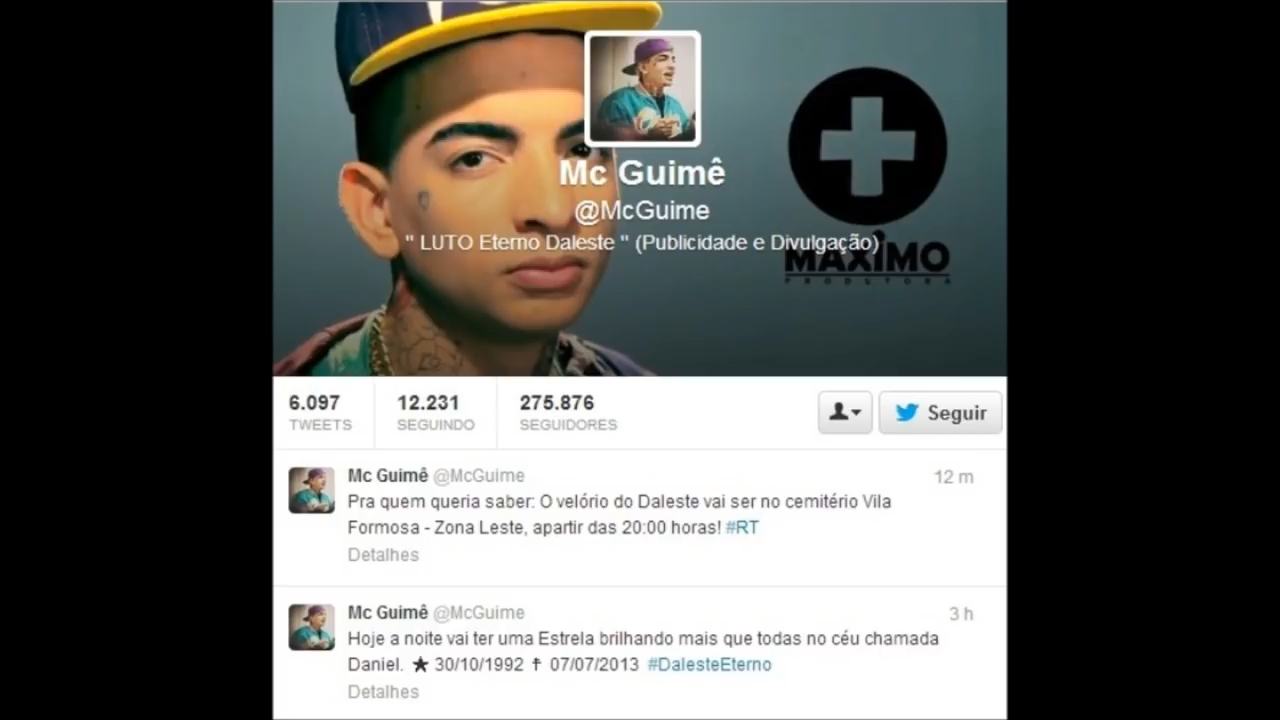 Mc Guimê
@McGuime
" LUTO Eterno Daleste " (Publicidade e Divulgação)
MÁXIMO
PRODUTORA
6.097
TWEETS
12.231
SEGUINDO
275.876
SEGUIDORES
Seguir
Mc Guimê @McGuime 12 m
Pra quem queria saber: O velório do Daleste vai ser no cemitério Vila
Formosa - Zona Leste, apartir das 20:00 horas! #RT
Detalhes
Mc Guimê @McGuime 3 h
Hoje a noite vai ter uma Estrela brilhando mais que todas no céu chamada
Daniel. ★ 30/10/1992 ✝ 07/07/2013 #DalesteEterno
Detalhes